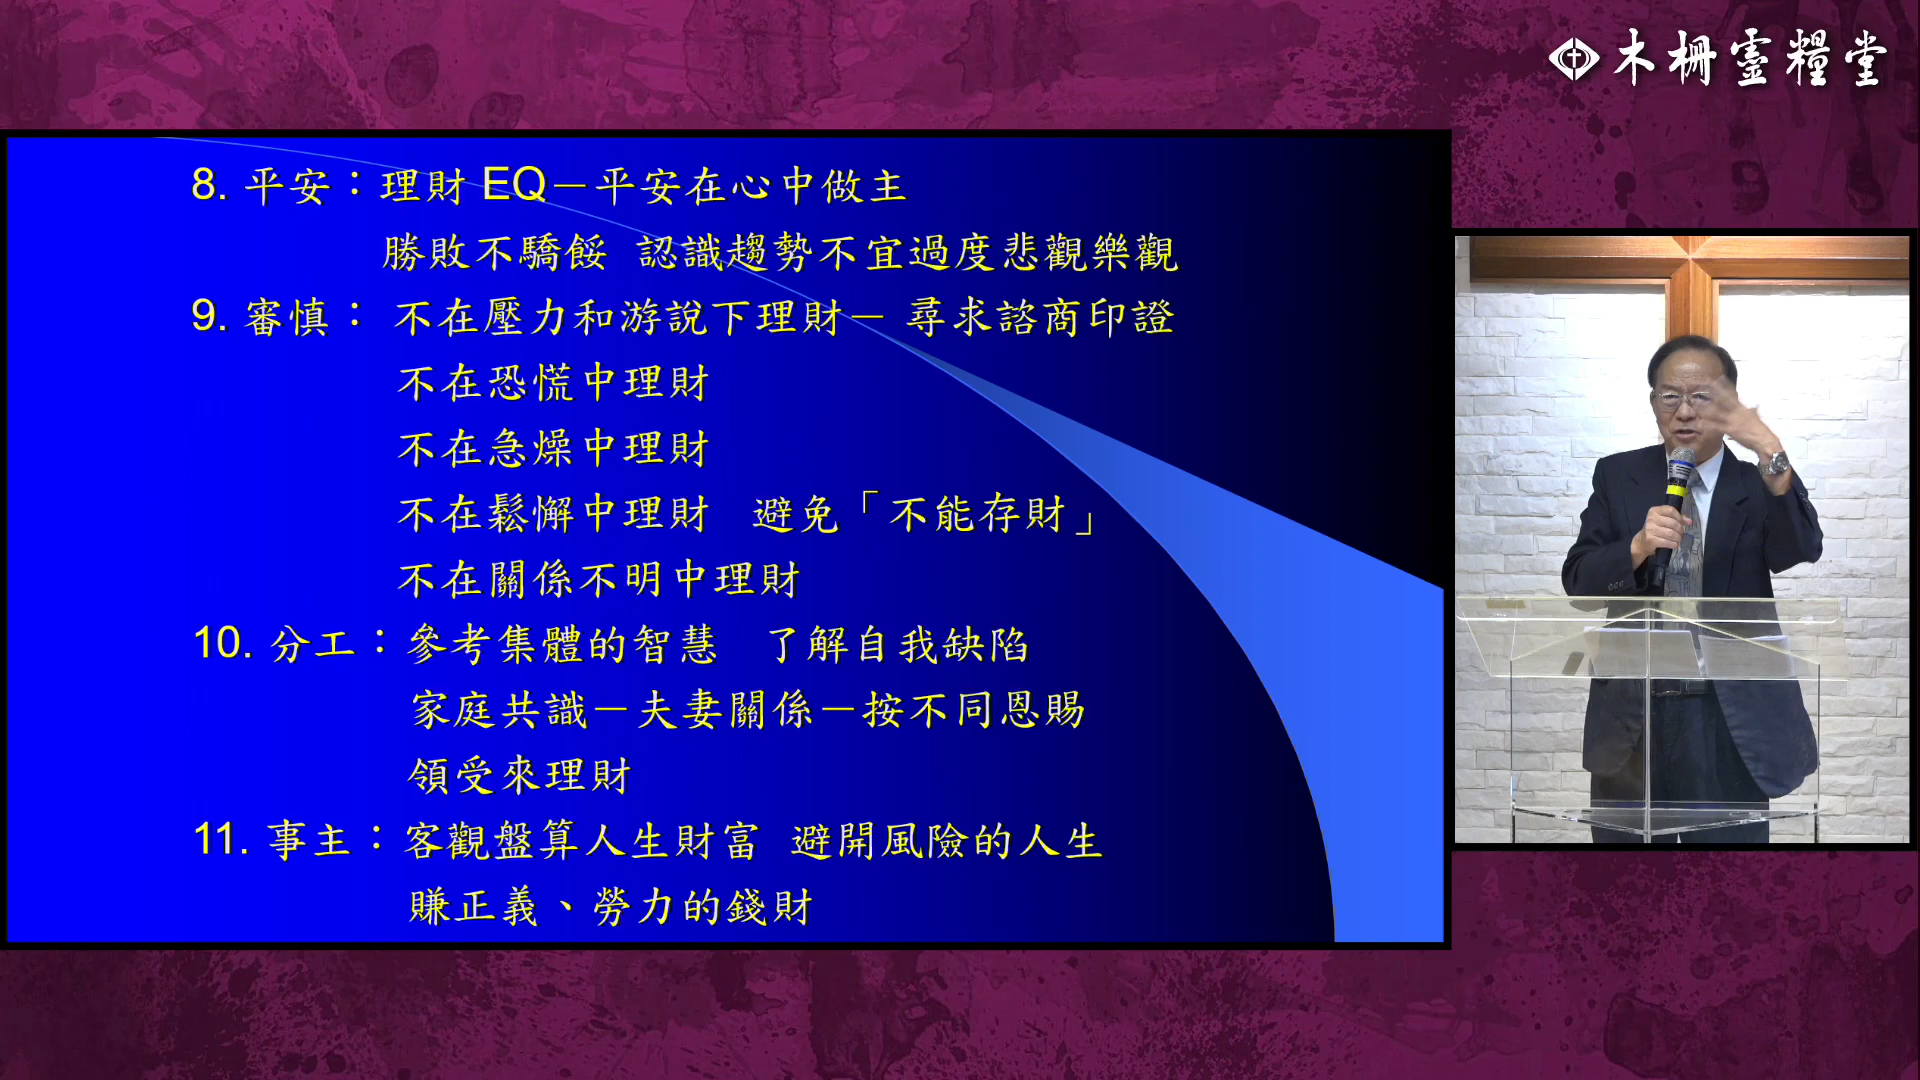 木柵靈糧堂
8. 平安：理財 EQ－平安在心中做主
勝敗不驕餒 認識趨勢不宜過度悲觀樂觀
9. 審慎： 不在壓力和游說下理財－ 尋求諮商印證
不在恐慌中理財
不在急燥中理財
不在鬆懈中理財 避免「不能存財」
不在關係不明中理財
10. 分工：參考集體的智慧 了解自我缺陷
家庭共識－夫妻關係－按不同恩賜
領受來理財
11. 事主：客觀盤算人生財富 避開風險的人生
賺正義、勞力的錢財